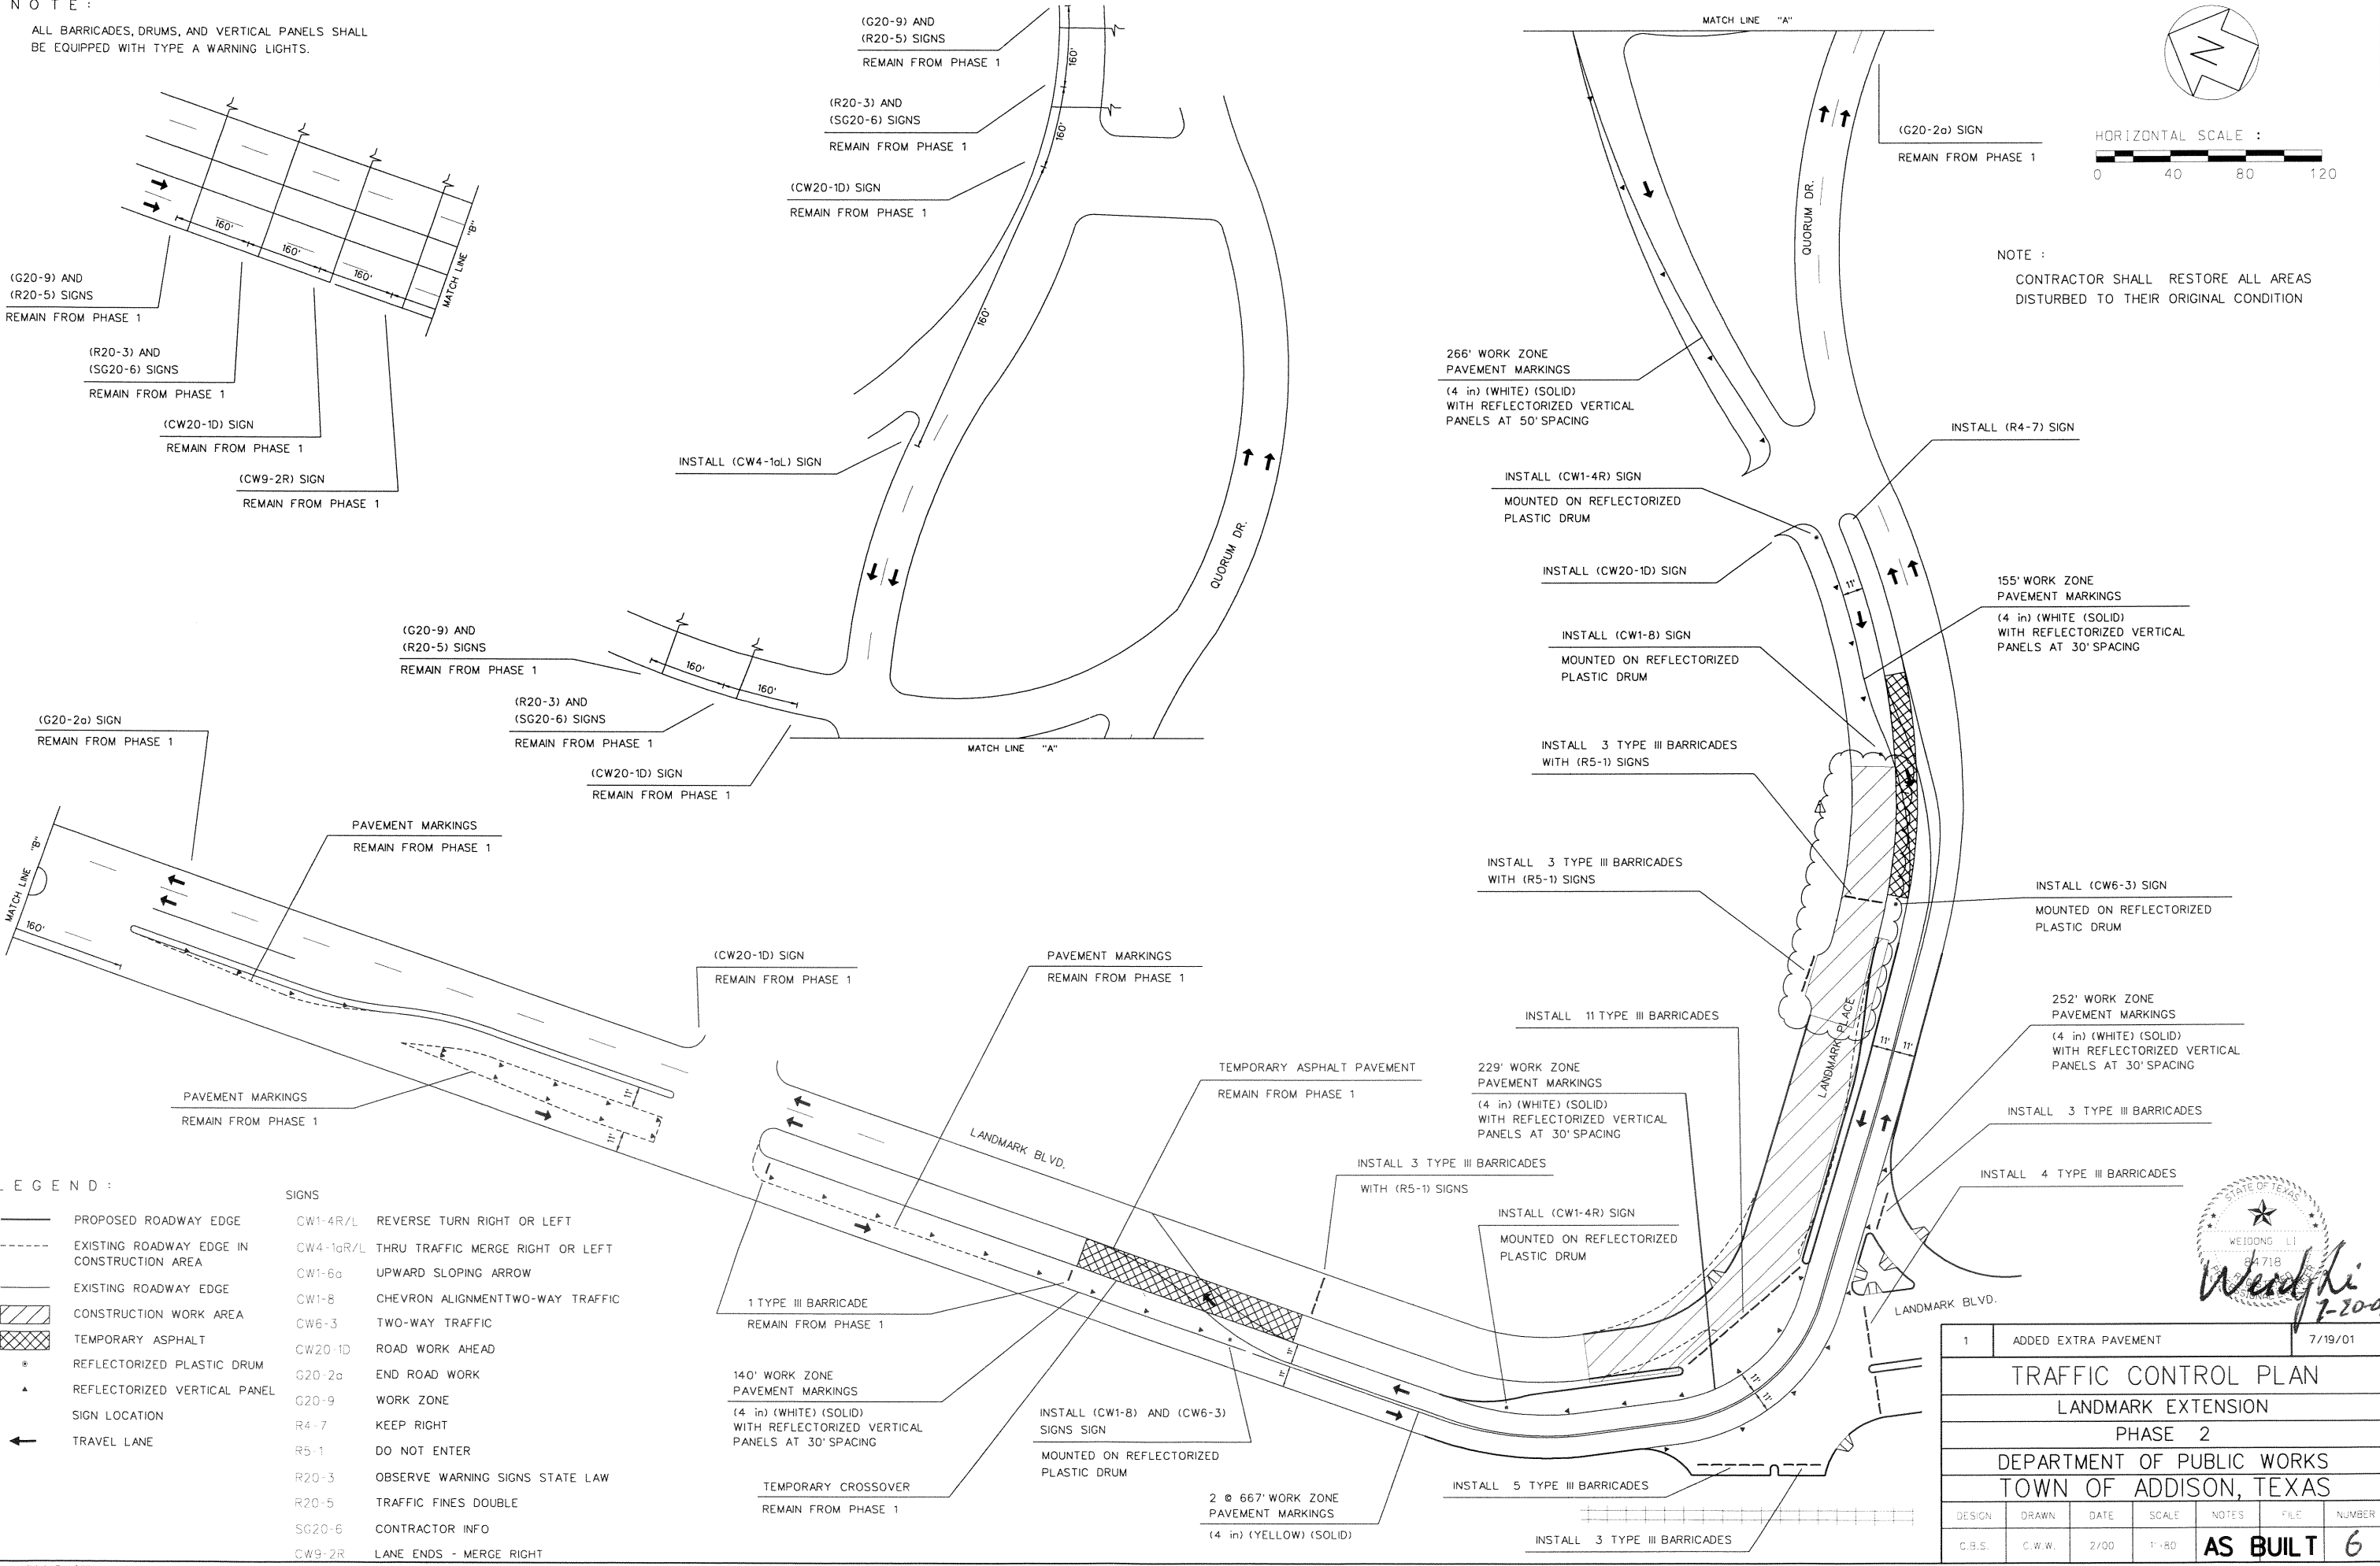 NOTE:
ALL BARRICADES, DRUMS, AND VERTICAL PANELS SHALL
BE EQUIPPED WITH TYPE A WARNING LIGHTS.
160'
160'
160'
MATCH LINE "B"
(G20-9) AND
(R20-5) SIGNS
REMAIN FROM PHASE 1
(R20-3) AND
(SG20-6) SIGNS
REMAIN FROM PHASE 1
(CW20-1D) SIGN
REMAIN FROM PHASE 1
(CW9-2R) SIGN
REMAIN FROM PHASE 1
(G20-9) AND
(R20-5) SIGNS
REMAIN FROM PHASE 1
(R20-3) AND
(SG20-6) SIGNS
REMAIN FROM PHASE 1
(CW20-1D) SIGN
REMAIN FROM PHASE 1
160'
160'
160'
INSTALL (CW4-1aL) SIGN
QUORUM DR.
(G20-9) AND
(R20-5) SIGNS
REMAIN FROM PHASE 1
(R20-3) AND
(SG20-6) SIGNS
REMAIN FROM PHASE 1
(CW20-1D) SIGN
REMAIN FROM PHASE 1
160'
160'
MATCH LINE "A"
MATCH LINE "A"
QUORUM DR.
(G20-2a) SIGN
REMAIN FROM PHASE 1
N
HORIZONTAL SCALE :
0 40 80 120
NOTE :
CONTRACTOR SHALL RESTORE ALL AREAS
DISTURBED TO THEIR ORIGINAL CONDITION
266' WORK ZONE
PAVEMENT MARKINGS
(4 in) (WHITE) (SOLID)
WITH REFLECTORIZED VERTICAL
PANELS AT 50' SPACING
INSTALL (R4-7) SIGN
INSTALL (CW1-4R) SIGN
MOUNTED ON REFLECTORIZED
PLASTIC DRUM
INSTALL (CW20-1D) SIGN
11'
155' WORK ZONE
PAVEMENT MARKINGS
(4 in) (WHITE (SOLID)
WITH REFLECTORIZED VERTICAL
PANELS AT 30' SPACING
INSTALL (CW1-8) SIGN
MOUNTED ON REFLECTORIZED
PLASTIC DRUM
INSTALL 3 TYPE III BARRICADES
WITH (R5-1) SIGNS
INSTALL 3 TYPE III BARRICADES
WITH (R5-1) SIGNS
INSTALL (CW6-3) SIGN
MOUNTED ON REFLECTORIZED
PLASTIC DRUM
LANDMARK PLACE
11' 11'
252' WORK ZONE
PAVEMENT MARKINGS
(4 in) (WHITE) (SOLID)
WITH REFLECTORIZED VERTICAL
PANELS AT 30' SPACING
INSTALL 3 TYPE III BARRICADES
INSTALL 4 TYPE III BARRICADES
LANDMARK BLVD.
(G20-2a) SIGN
REMAIN FROM PHASE 1
PAVEMENT MARKINGS
REMAIN FROM PHASE 1
MATCH LINE "B"
160'
PAVEMENT MARKINGS
REMAIN FROM PHASE 1
11'
11'
(CW20-1D) SIGN
REMAIN FROM PHASE 1
PAVEMENT MARKINGS
REMAIN FROM PHASE 1
LANDMARK BLVD.
TEMPORARY ASPHALT PAVEMENT
REMAIN FROM PHASE 1
INSTALL 11 TYPE III BARRICADES
229' WORK ZONE
PAVEMENT MARKINGS
(4 in) (WHITE) (SOLID)
WITH REFLECTORIZED VERTICAL
PANELS AT 30' SPACING
INSTALL 3 TYPE III BARRICADES
WITH (R5-1) SIGNS
INSTALL (CW1-4R) SIGN
MOUNTED ON REFLECTORIZED
PLASTIC DRUM
1 TYPE III BARRICADE
REMAIN FROM PHASE 1
140' WORK ZONE
PAVEMENT MARKINGS
(4 in) (WHITE) (SOLID)
WITH REFLECTORIZED VERTICAL
PANELS AT 30' SPACING
TEMPORARY CROSSOVER
REMAIN FROM PHASE 1
INSTALL (CW1-8) AND (CW6-3)
SIGNS SIGN
MOUNTED ON REFLECTORIZED
PLASTIC DRUM
11'
11'
11'
11'
2 @ 667' WORK ZONE
PAVEMENT MARKINGS
(4 in) (YELLOW) (SOLID)
INSTALL 5 TYPE III BARRICADES
INSTALL 3 TYPE III BARRICADES
LEGEND:
PROPOSED ROADWAY EDGE
EXISTING ROADWAY EDGE IN
CONSTRUCTION AREA
EXISTING ROADWAY EDGE
CONSTRUCTION WORK AREA
TEMPORARY ASPHALT
REFLECTORIZED PLASTIC DRUM
REFLECTORIZED VERTICAL PANEL
SIGN LOCATION
TRAVEL LANE
SIGNS
CW1-4R/L REVERSE TURN RIGHT OR LEFT
CW4-1aR/L THRU TRAFFIC MERGE RIGHT OR LEFT
CW1-6a UPWARD SLOPING ARROW
CW1-8 CHEVRON ALIGNMENTTWO-WAY TRAFFIC
CW6-3 TWO-WAY TRAFFIC
CW20-1D ROAD WORK AHEAD
G20-2a END ROAD WORK
G20-9 WORK ZONE
R4-7 KEEP RIGHT
R5-1 DO NOT ENTER
R20-3 OBSERVE WARNING SIGNS STATE LAW
R20-5 TRAFFIC FINES DOUBLE
SG20-6 CONTRACTOR INFO
CW9-2R LANE ENDS - MERGE RIGHT
STATE OF TEXAS
WEIDONG LI
84718
Weidong Li
1 ADDED EXTRA PAVEMENT 7/19/01
TRAFFIC CONTROL PLAN
LANDMARK EXTENSION
PHASE 2
DEPARTMENT OF PUBLIC WORKS
TOWN OF ADDISON, TEXAS
DESIGN DRAWN DATE SCALE NOTES FILE NUMBER
C.B.S. C.W.W. 2/00 1"=80 AS BUILT 6